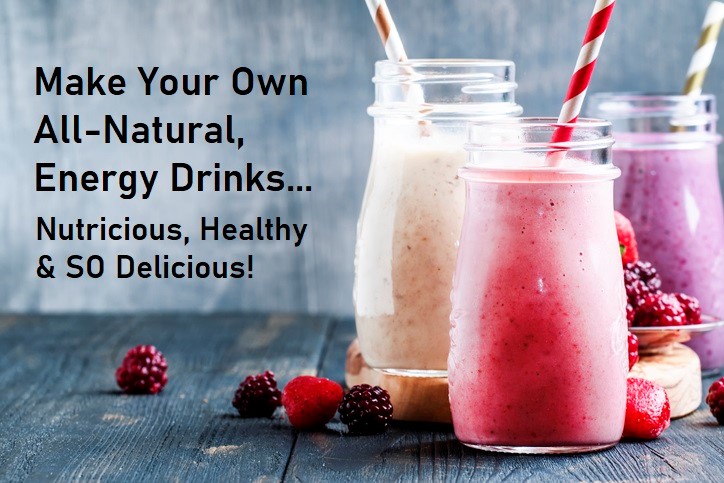 Make Your Own
All-Natural,
Energy Drinks...
Nutricious, Healthy
& SO Delicious!